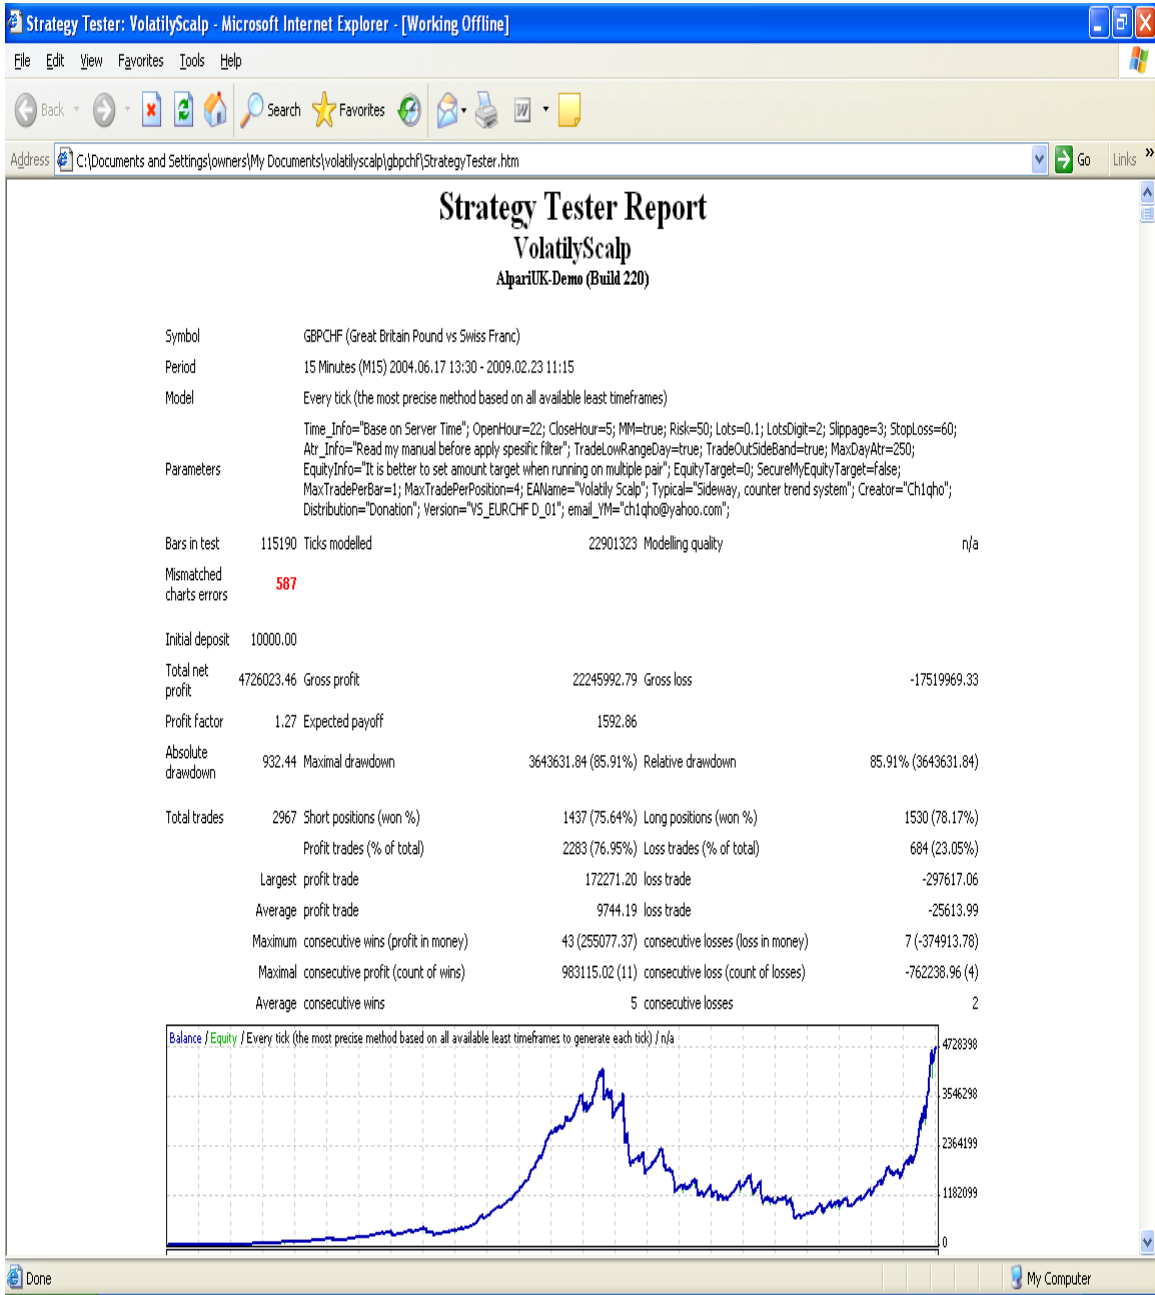 Strategy Tester: VolatilyScalp - Microsoft Internet Explorer - [Working Offline]
File Edit View Favorites Tools Help
Back Search Favorites W
Address C:\Documents and Settings\owners\My Documents\volatilyscalp\gbpchf\StrategyTester.htm Go Links »
Strategy Tester Report
VolatilyScalp
AlpariUK-Demo (Build 220)
Symbol GBPCHF (Great Britain Pound vs Swiss Franc)
Period 15 Minutes (M15) 2004.06.17 13:30 - 2009.02.23 11:15
Model Every tick (the most precise method based on all available least timeframes)
Parameters
Time_Info="Base on Server Time"; OpenHour=22; CloseHour=5; MM=true; Risk=50; Lots=0.1; LotsDigit=2; Slippage=3; StopLoss=60;
Atr_Info="Read my manual before apply spesific filter"; TradeLowRangeDay=true; TradeOutSideBand=true; MaxDayAtr=250;
EquityInfo="It is better to set amount target when running on multiple pair"; EquityTarget=0; SecureMyEquityTarget=false;
MaxTradePerBar=1; MaxTradePerPosition=4; EAName="Volatily Scalp"; Typical="Sideway, counter trend system"; Creator="Ch1qho";
Distribution="Donation"; Version="VS_EURCHF D_01"; email_YM="ch1qho@yahoo.com";
Bars in test 115190 Ticks modelled 22901323 Modelling quality n/a
Mismatched
charts errors 587
Initial deposit 10000.00
Total net
profit 4726023.46 Gross profit 22245992.79 Gross loss -17519969.33
Profit factor 1.27 Expected payoff 1592.86
Absolute
drawdown 932.44 Maximal drawdown 3643631.84 (85.91%) Relative drawdown 85.91% (3643631.84)
Total trades 2967 Short positions (won %) 1437 (75.64%) Long positions (won %) 1530 (78.17%)
Profit trades (% of total) 2283 (76.95%) Loss trades (% of total) 684 (23.05%)
Largest profit trade 172271.20 loss trade -297617.06
Average profit trade 9744.19 loss trade -25613.99
Maximum consecutive wins (profit in money) 43 (255077.37) consecutive losses (loss in money) 7 (-374913.78)
Maximal consecutive profit (count of wins) 983115.02 (11) consecutive loss (count of losses) -762238.96 (4)
Average consecutive wins 5 consecutive losses 2
Balance / Equity / Every tick (the most precise method based on all available least timeframes to generate each tick) / n/a
4728398
3546298
2364199
1182099
0
Done My Computer